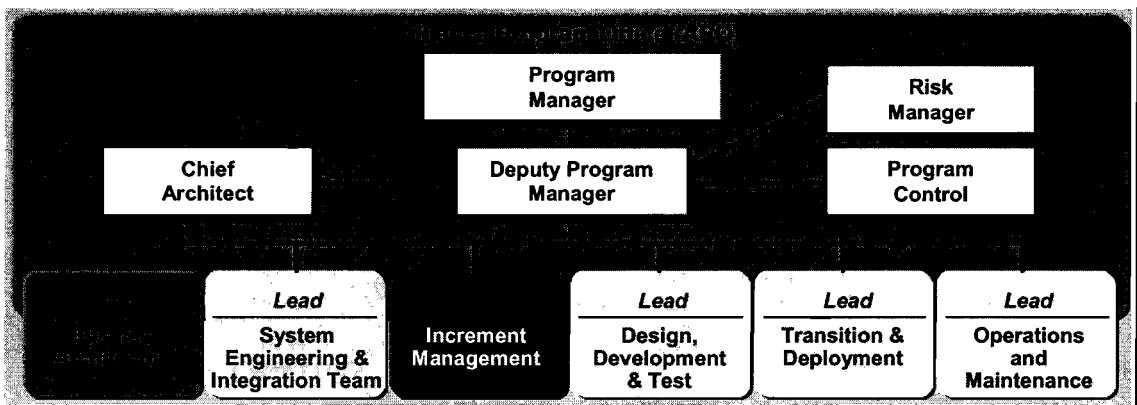 Program
Manager
Risk
Manager
Chief
Architect
Deputy Program
Manager
Program
Control
Lead
System
Engineering &
Integration Team
Increment
Management
Lead
Design,
Development
& Test
Lead
Transition &
Deployment
Lead
Operations
and
Maintenance